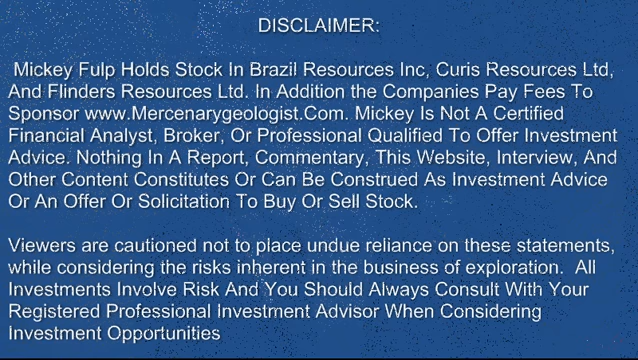 DISCLAIMER:
Mickey Fulp Holds Stock In Brazil Resources Inc, Curis Resources Ltd,
And Flinders Resources Ltd. In Addition the Companies Pay Fees To
Sponsor www.Mercenarygeologist.Com. Mickey Is Not A Certified
Financial Analyst, Broker, Or Professional Qualified To Offer Investment
Advice. Nothing In A Report, Commentary, This Website, Interview, And
Other Content Constitutes Or Can Be Construed As Investment Advice
Or An Offer Or Solicitation To Buy Or Sell Stock.
Viewers are cautioned not to place undue reliance on these statements,
while considering the risks inherent in the business of exploration.  All
Investments Involve Risk And You Should Always Consult With Your
Registered Professional Investment Advisor When Considering
Investment Opportunities